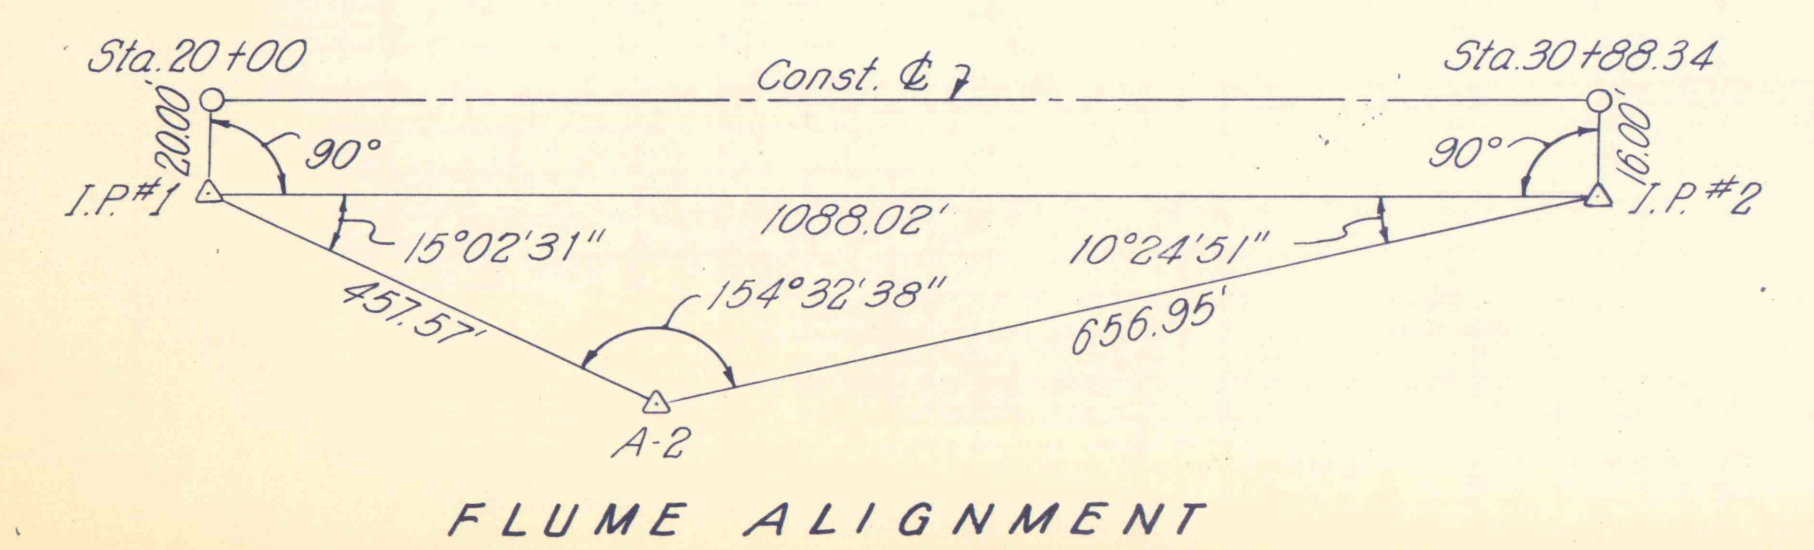 Sta.20+00
Const. ℄
Sta.30+88.34
20.00'
90°
90°
16.00'
I.P.#1
1088.02'
I.P.#2
15°02'31"
10°24'51"
457.57'
154°32'38"
656.95'
A-2
FLUME ALIGNMENT